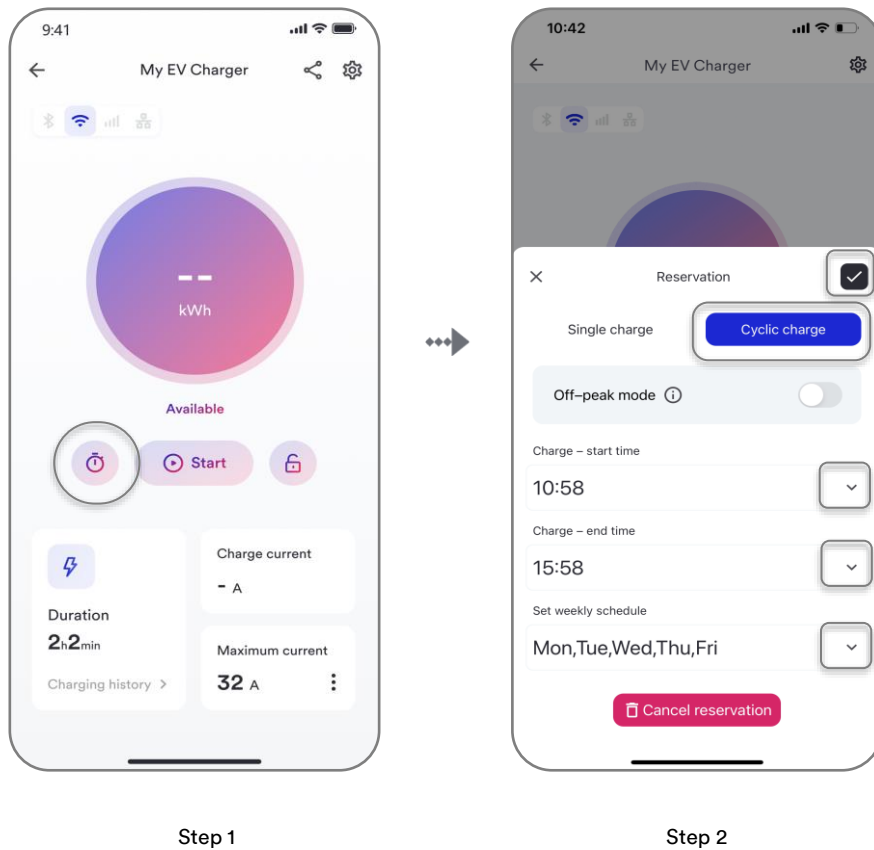 9:41
My EV Charger
--
kWh
Available
Start
Charge current
- A
Duration
2h2min
Charging history >
Maximum current
32 A
Step 1
10:42
My EV Charger
Reservation
Single charge
Cyclic charge
Off-peak mode
Charge – start time
10:58
Charge – end time
15:58
Set weekly schedule
Mon,Tue,Wed,Thu,Fri
Cancel reservation
Step 2